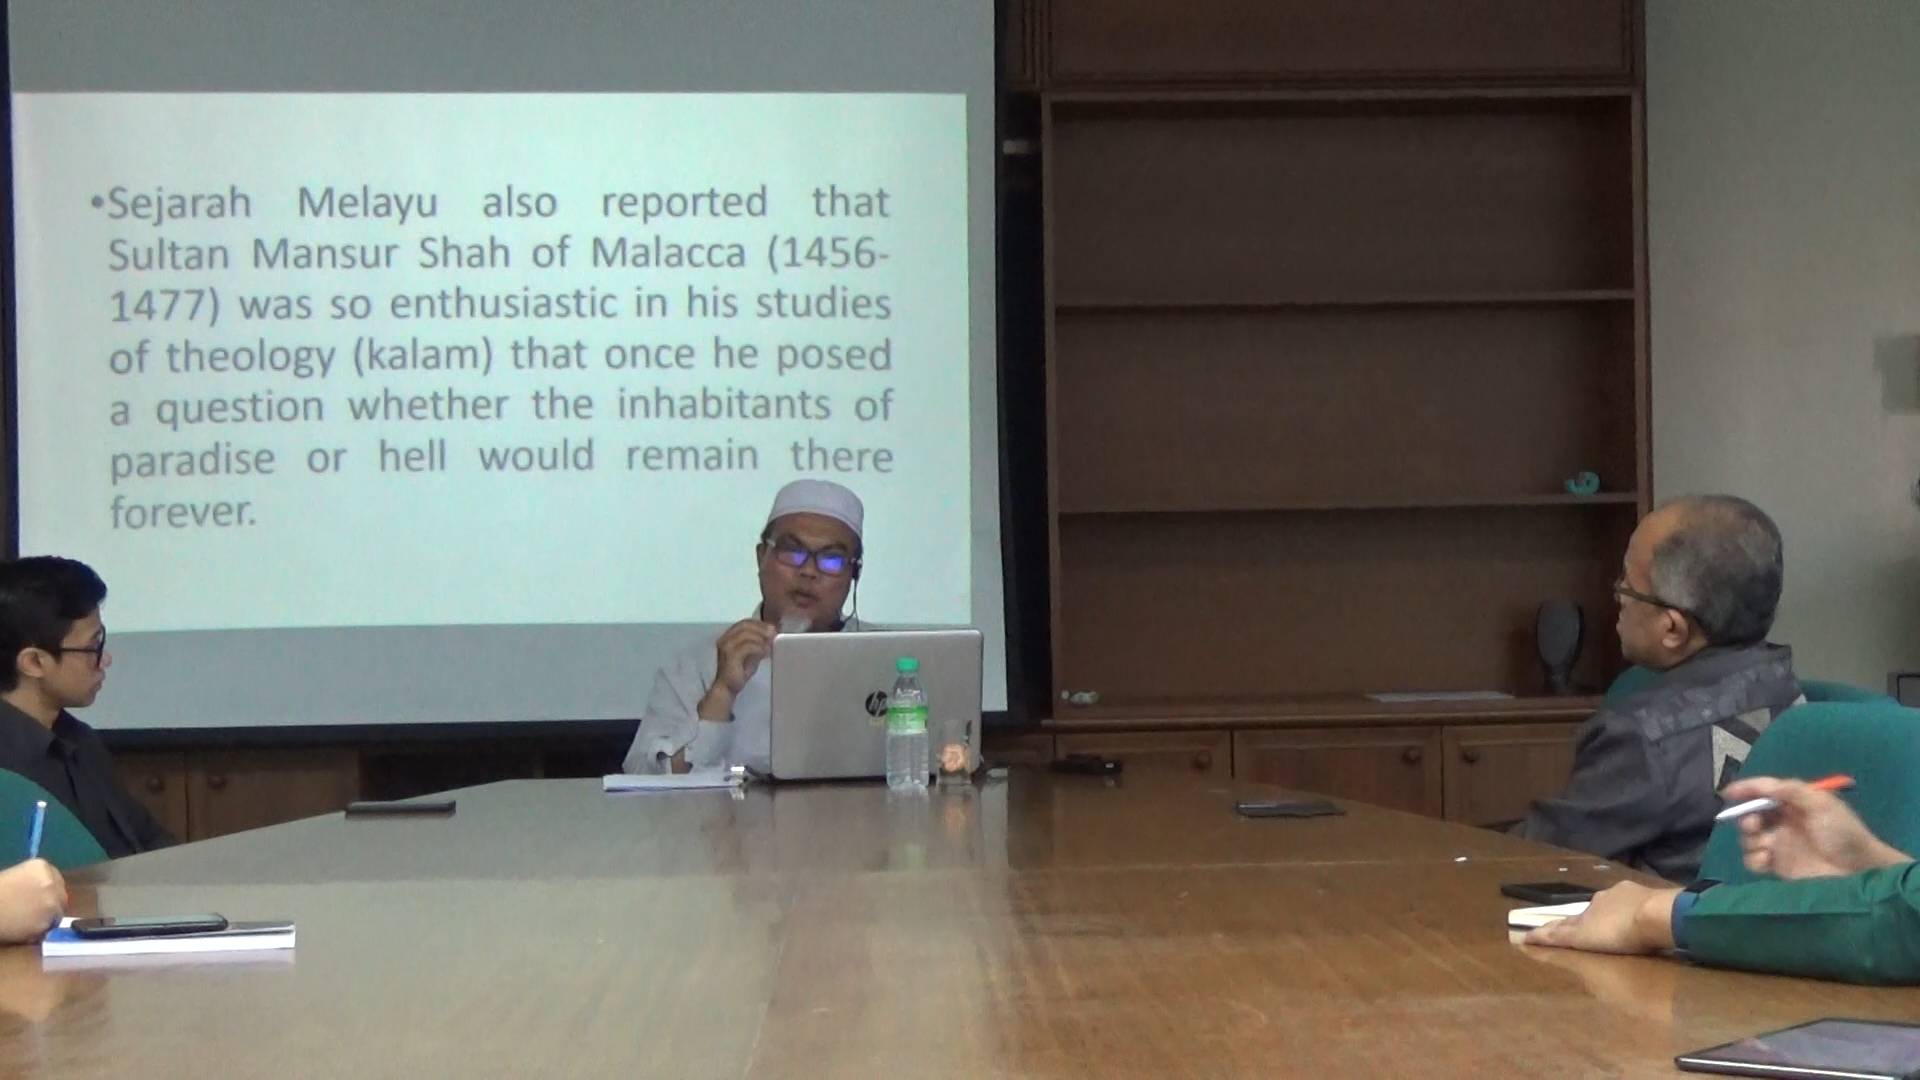 •Sejarah Melayu also reported that
Sultan Mansur Shah of Malacca (1456-
1477) was so enthusiastic in his studies
of theology (kalam) that once he posed
a question whether the inhabitants of
paradise or hell would remain there
forever.
hp